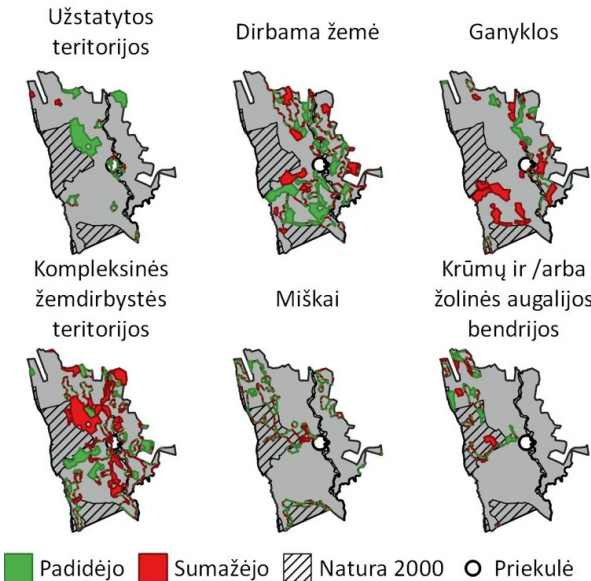 Užstatytos
teritorijos
Dirbama žemė
Ganyklos
Kompleksinės
žemdirbystės
teritorijos
Miškai
Krūmų ir /arba
žolinės augalijos
bendrijos
Padidėjo
Sumažėjo
Natura 2000
Priekulė